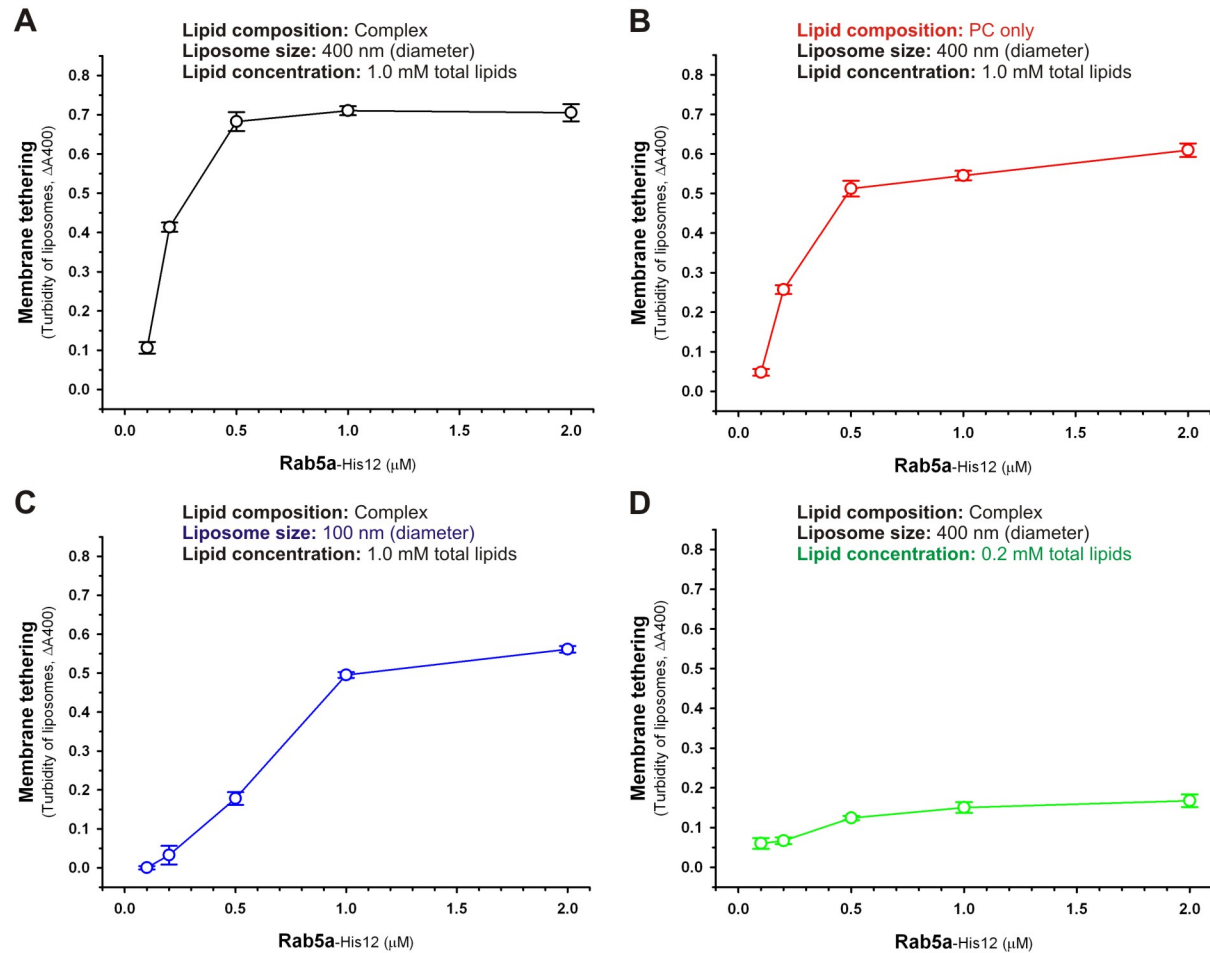 A
Lipid composition: Complex
Liposome size: 400 nm (diameter)
Lipid concentration: 1.0 mM total lipids
Membrane tethering
(Turbidity of liposomes, ΔA400)
0.8
0.7
0.6
0.5
0.4
0.3
0.2
0.1
0.0
0.0 0.5 1.0 1.5 2.0
Rab5a-His12 (μM)
B
Lipid composition: PC only
Liposome size: 400 nm (diameter)
Lipid concentration: 1.0 mM total lipids
Membrane tethering
(Turbidity of liposomes, ΔA400)
0.8
0.7
0.6
0.5
0.4
0.3
0.2
0.1
0.0
0.0 0.5 1.0 1.5 2.0
Rab5a-His12 (μM)
C
Lipid composition: Complex
Liposome size: 100 nm (diameter)
Lipid concentration: 1.0 mM total lipids
Membrane tethering
(Turbidity of liposomes, ΔA400)
0.8
0.7
0.6
0.5
0.4
0.3
0.2
0.1
0.0
0.0 0.5 1.0 1.5 2.0
Rab5a-His12 (μM)
D
Lipid composition: Complex
Liposome size: 400 nm (diameter)
Lipid concentration: 0.2 mM total lipids
Membrane tethering
(Turbidity of liposomes, ΔA400)
0.8
0.7
0.6
0.5
0.4
0.3
0.2
0.1
0.0
0.0 0.5 1.0 1.5 2.0
Rab5a-His12 (μM)